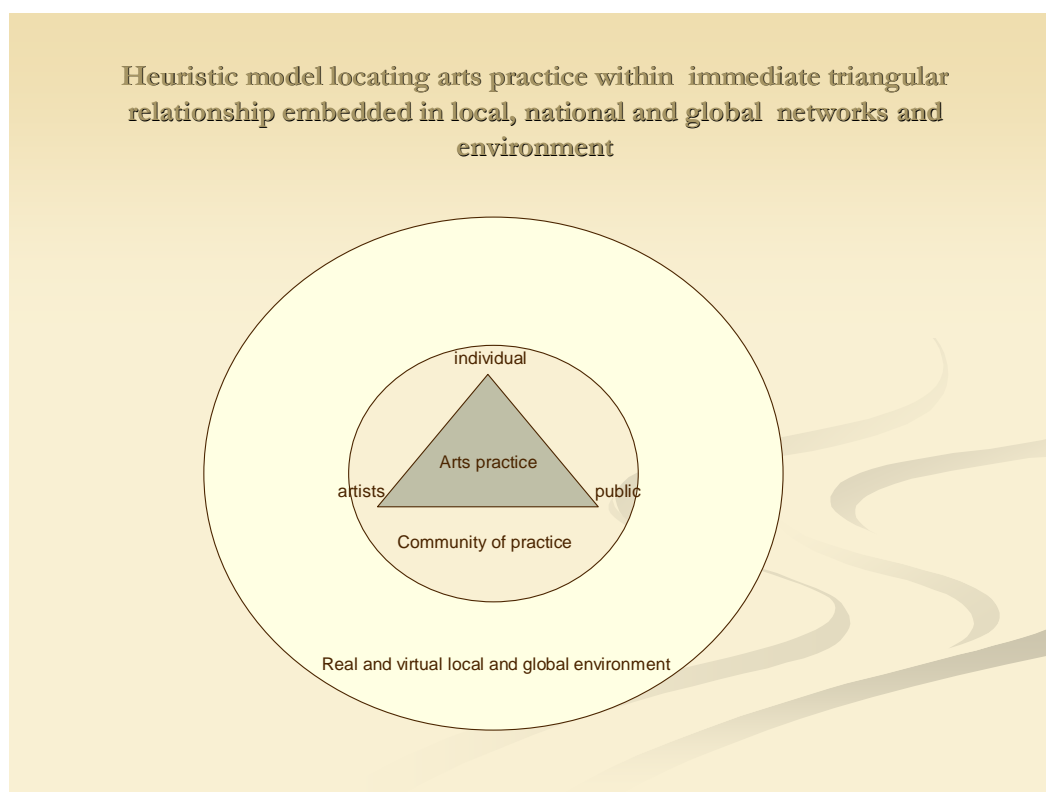 Heuristic model locating arts practice within immediate triangular
relationship embedded in local, national and global networks and
environment
individual
Arts practice
artists public
Community of practice
Real and virtual local and global environment